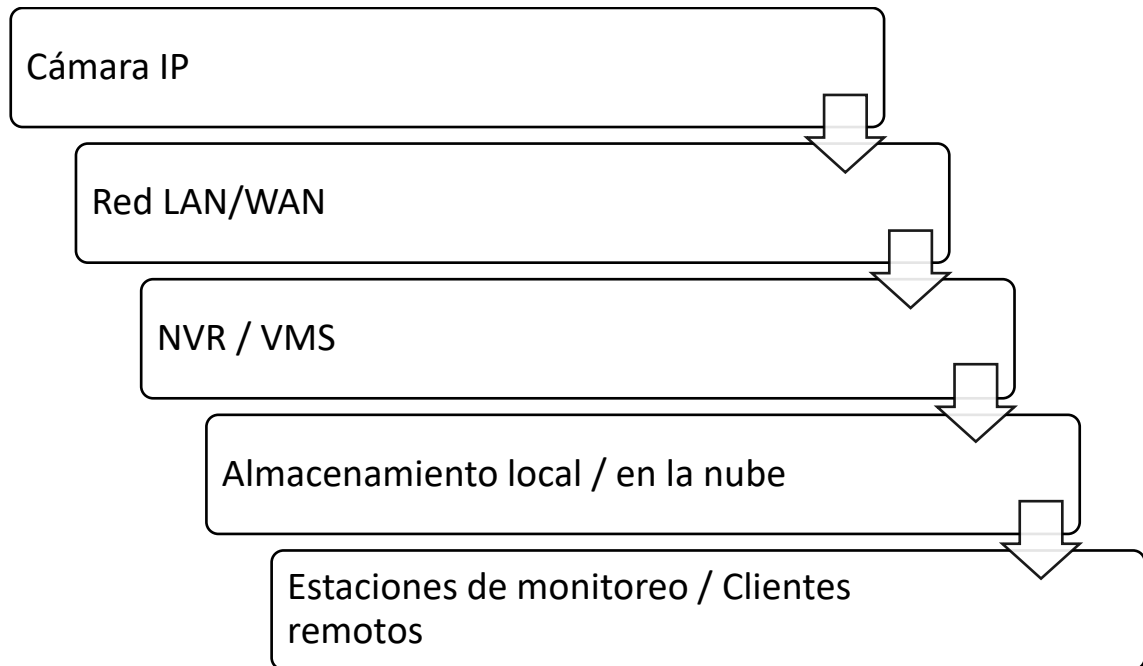 Cámara IP
Red LAN/WAN
NVR / VMS
Almacenamiento local / en la nube
Estaciones de monitoreo / Clientes
remotos